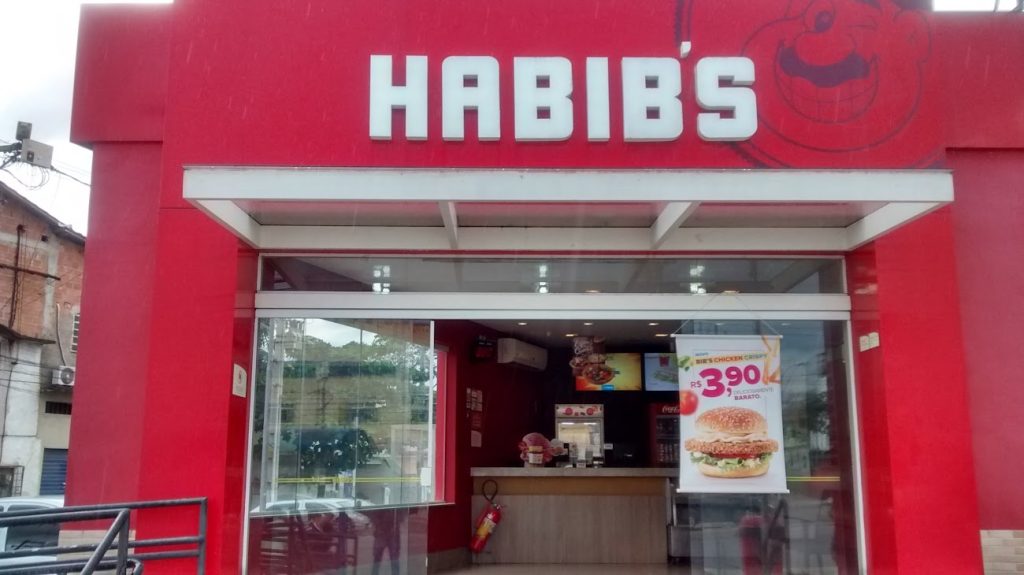 HABIB'S
BIB'S CHICKEN CRISPY
R$ 3,90
BARATO.